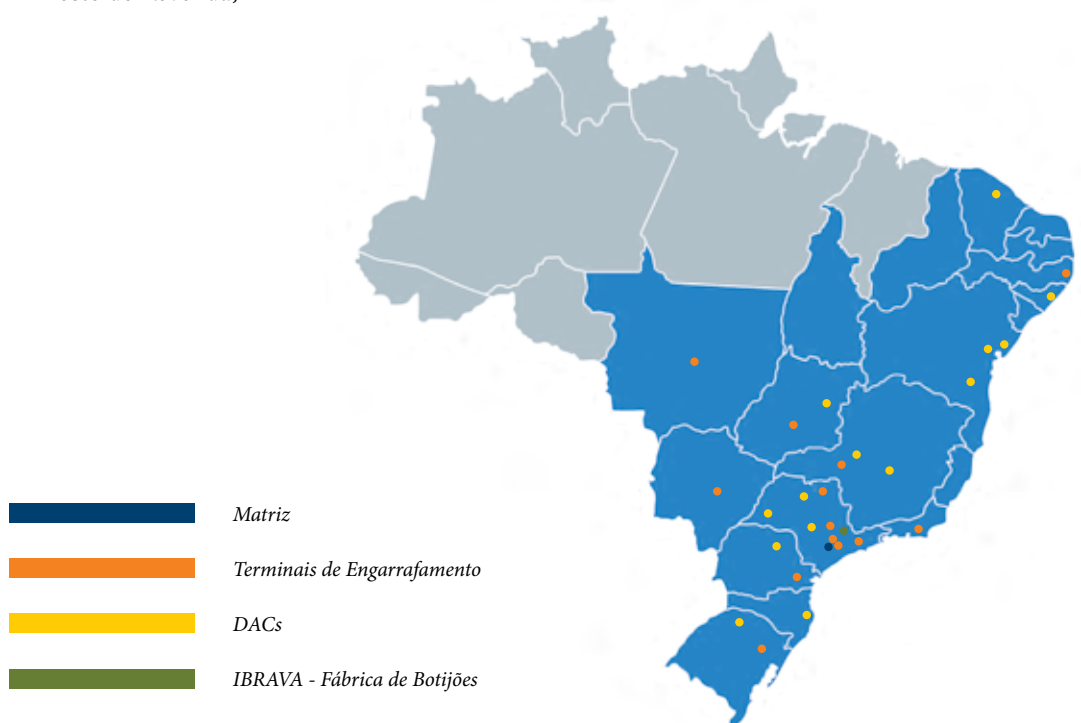 Matriz
Terminais de Engarrafamento
DACs
IBRAVA - Fábrica de Botijões